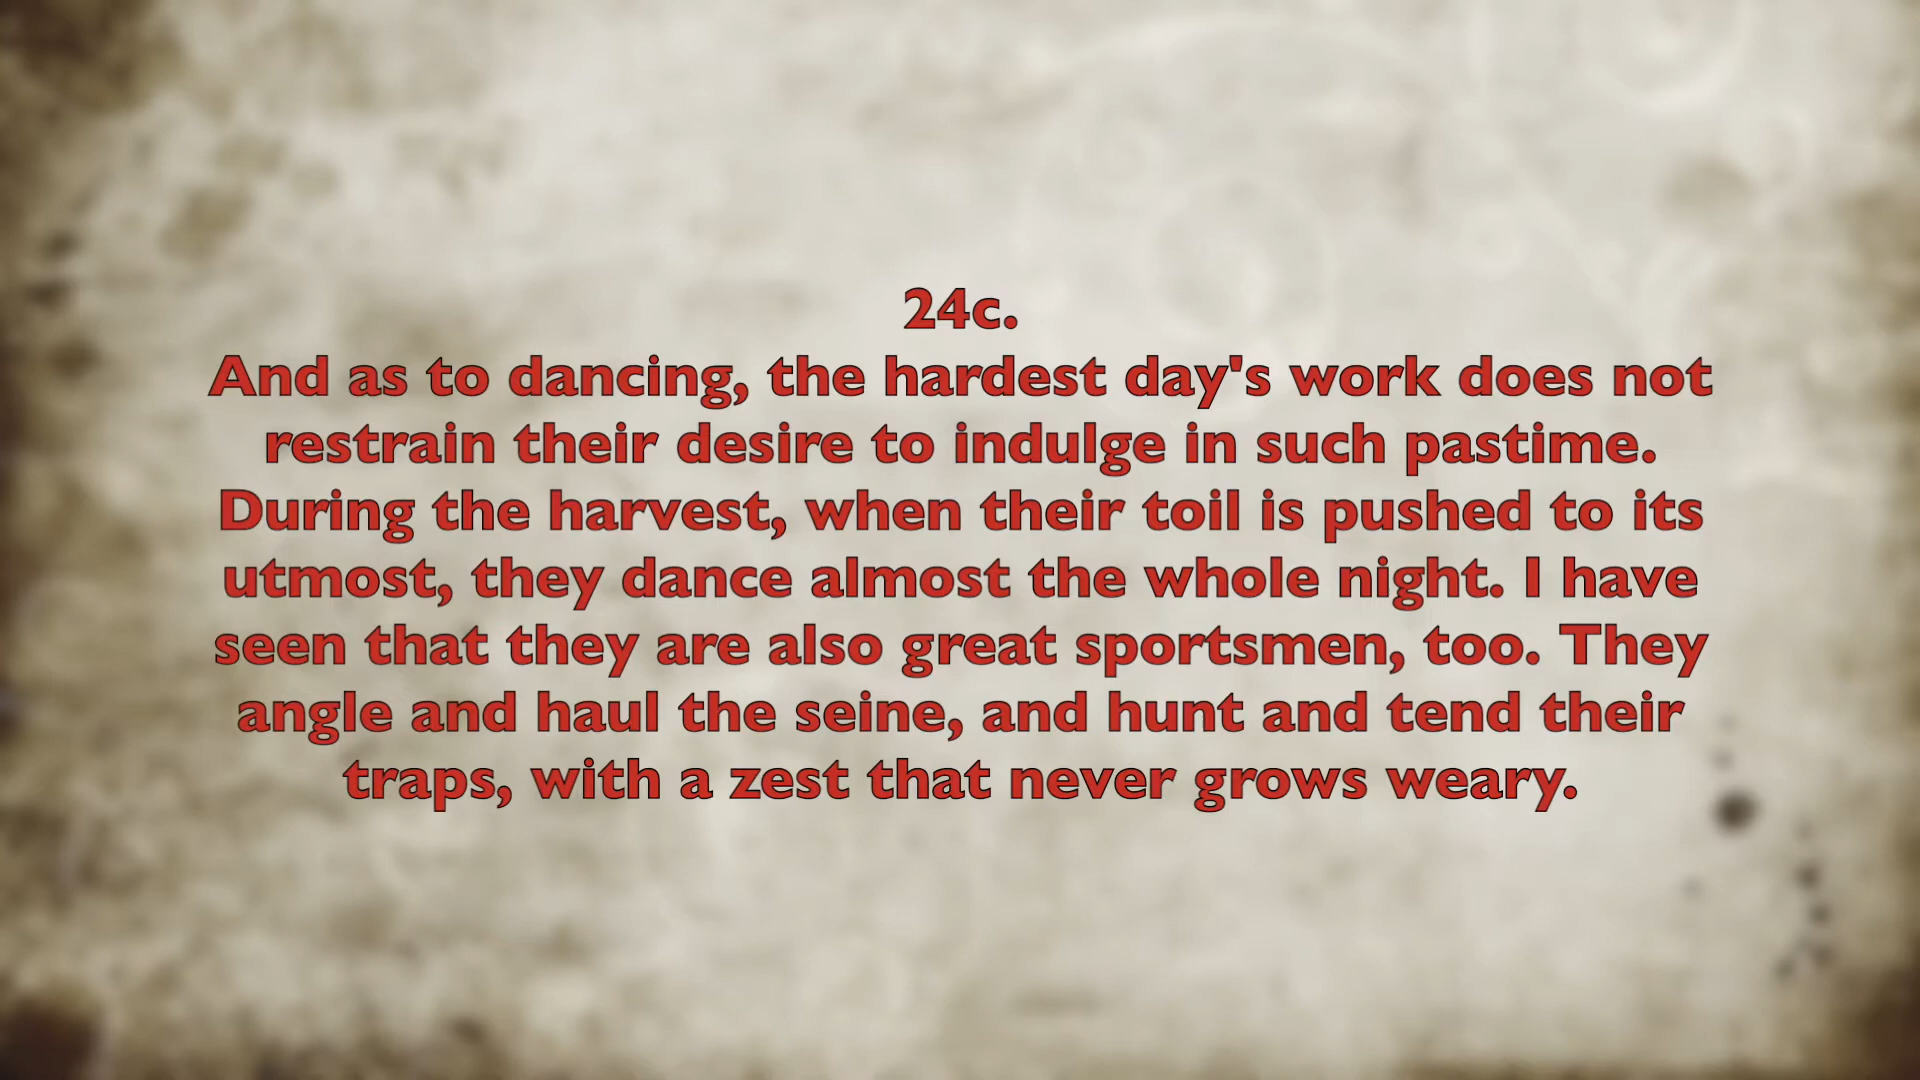 24c.
And as to dancing, the hardest day's work does not
restrain their desire to indulge in such pastime.
During the harvest, when their toil is pushed to its
utmost, they dance almost the whole night. I have
seen that they are also great sportsmen, too. They
angle and haul the seine, and hunt and tend their
traps, with a zest that never grows weary.